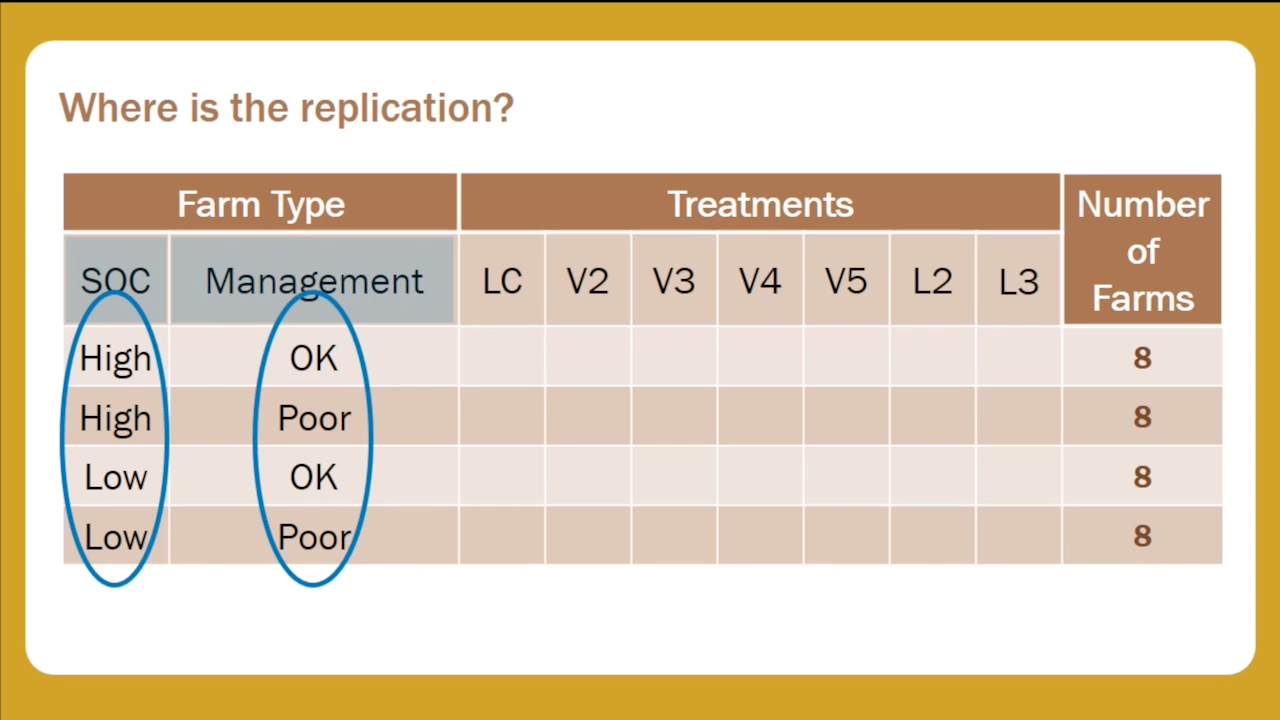 Where is the replication?
Farm Type Treatments Number of Farms
SOC Management LC V2 V3 V4 V5 L2 L3
High OK 8
High Poor 8
Low OK 8
Low Poor 8